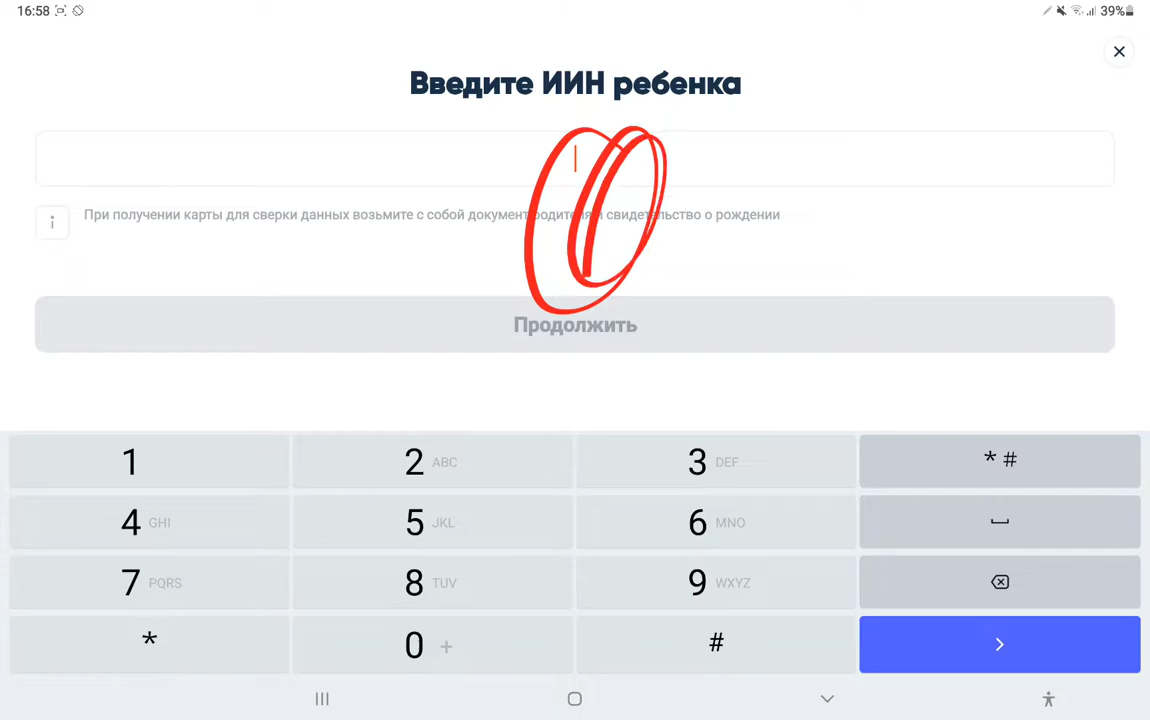 16:58
39%
Введите ИИН ребенка
При получении карты для сверки данных возьмите с собой документ родителя и свидетельство о рождении
Продолжить
1
2 ABC
3 DEF
* #
4 GHI
5 JKL
6 MNO
7 PQRS
8 TUV
9 WXYZ
*
0 +
#